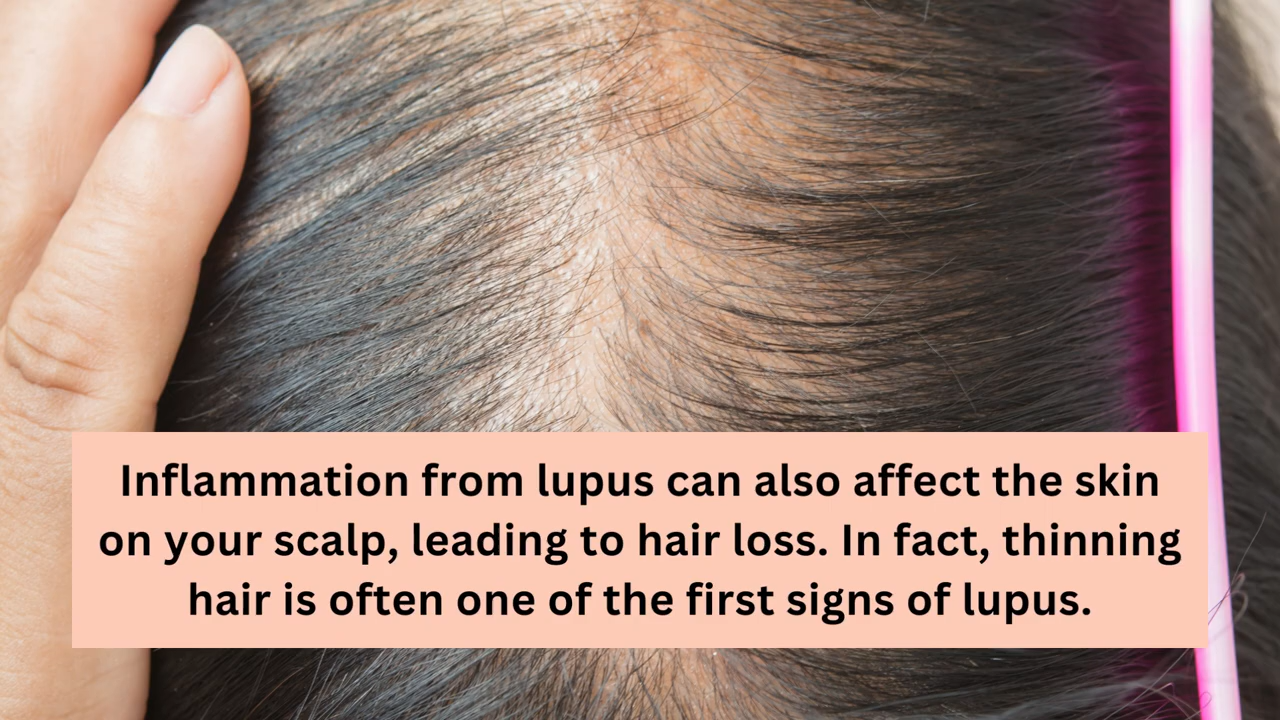 Inflammation from lupus can also affect the skin
on your scalp, leading to hair loss. In fact, thinning
hair is often one of the first signs of lupus.